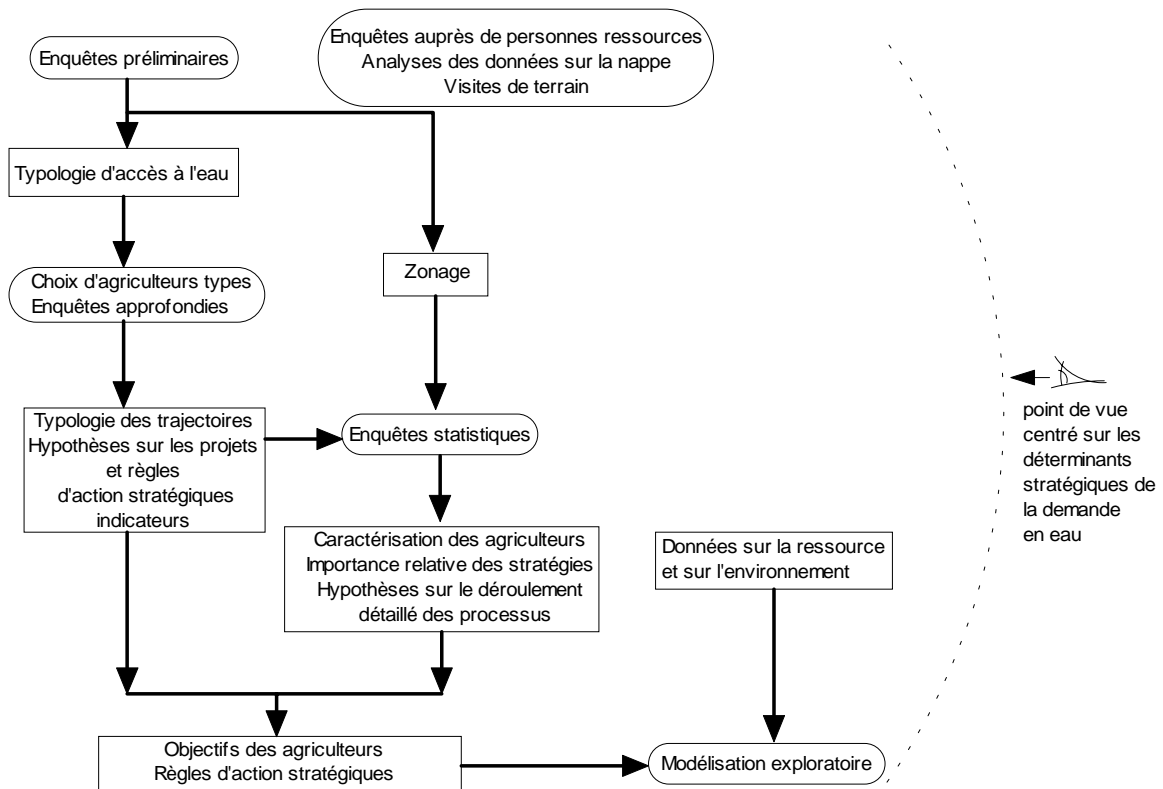 Enquêtes préliminaires
Enquêtes auprès de personnes ressources
Analyses des données sur la nappe
Visites de terrain
Typologie d'accès à l'eau
Zonage
Choix d'agriculteurs types
Enquêtes approfondies
Typologie des trajectoires
Hypothèses sur les projets
et règles
d'action stratégiques
indicateurs
Enquêtes statistiques
point de vue
centré sur les
déterminants
stratégiques de
la demande
en eau
Caractérisation des agriculteurs
Importance relative des stratégies
Hypothèses sur le déroulement
détaillé des processus
Données sur la ressource
et sur l'environnement
Objectifs des agriculteurs
Règles d'action stratégiques
Modélisation exploratoire